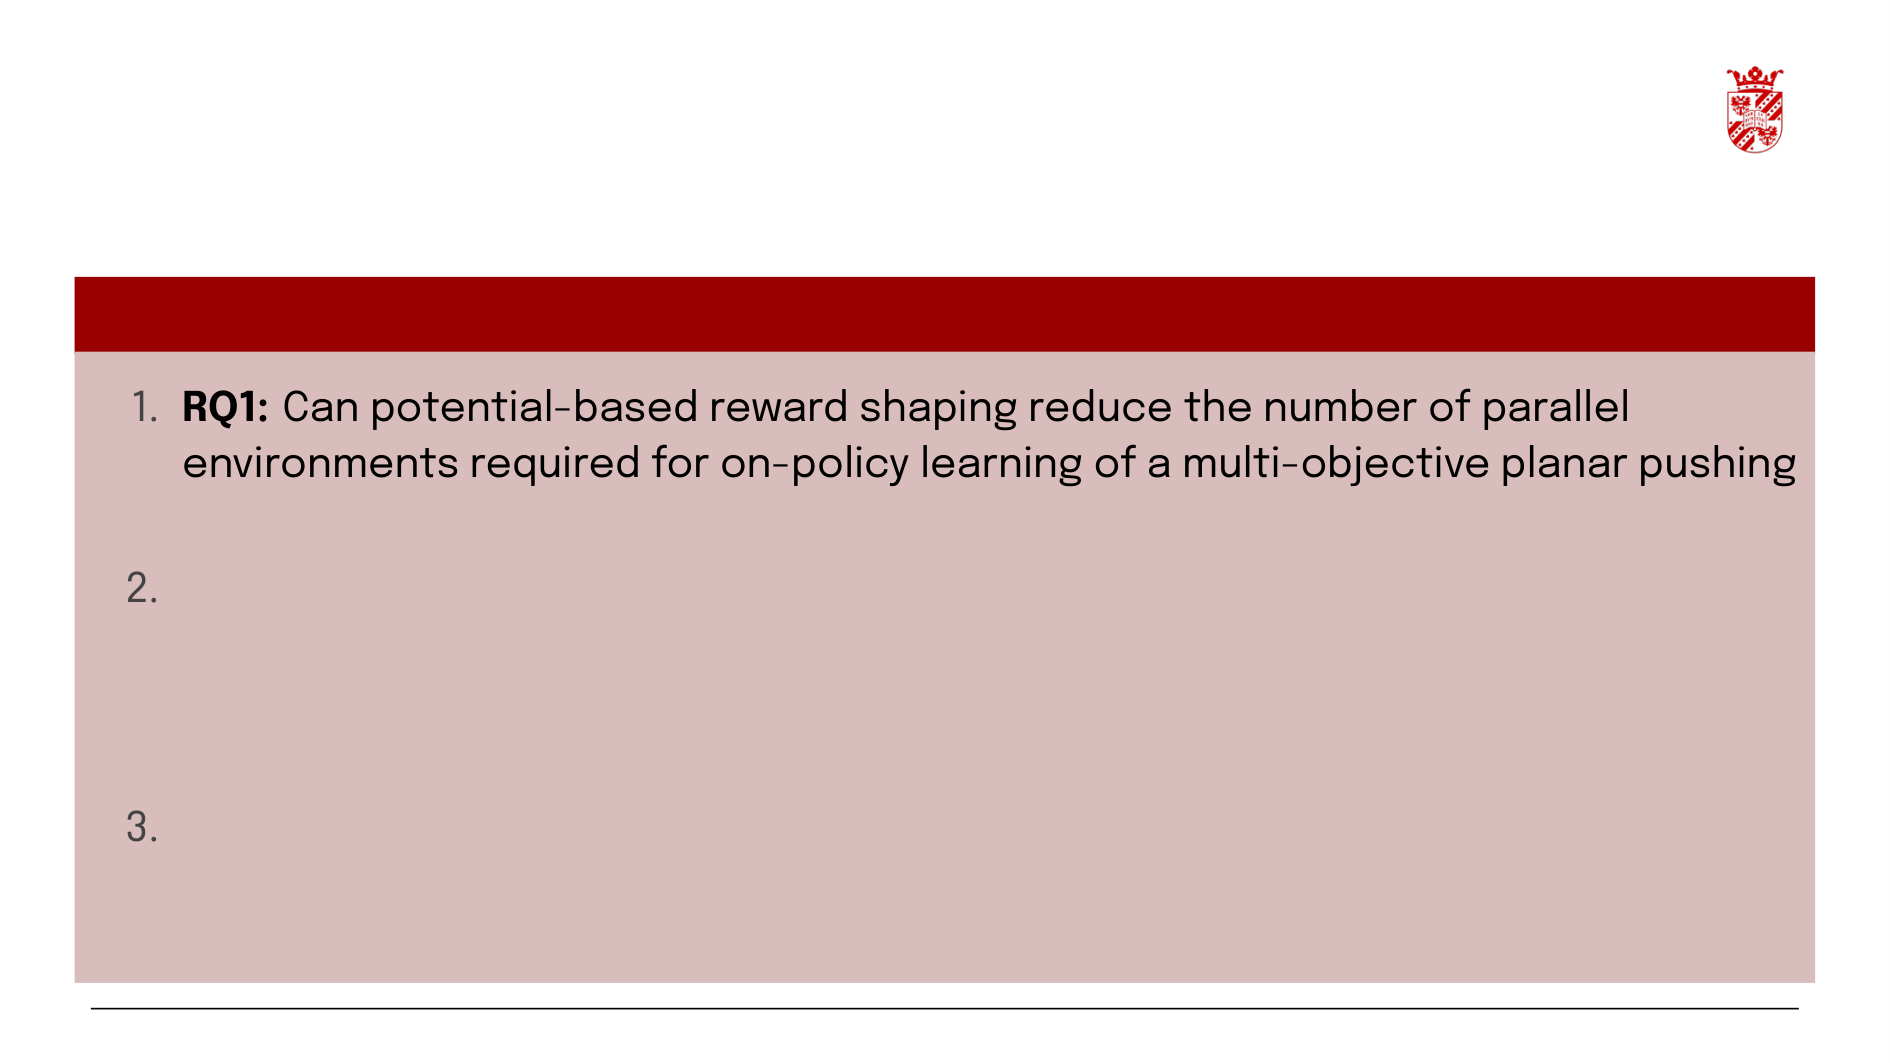 1. RQ1: Can potential-based reward shaping reduce the number of parallel
environments required for on-policy learning of a multi-objective planar pushing
2.
3.